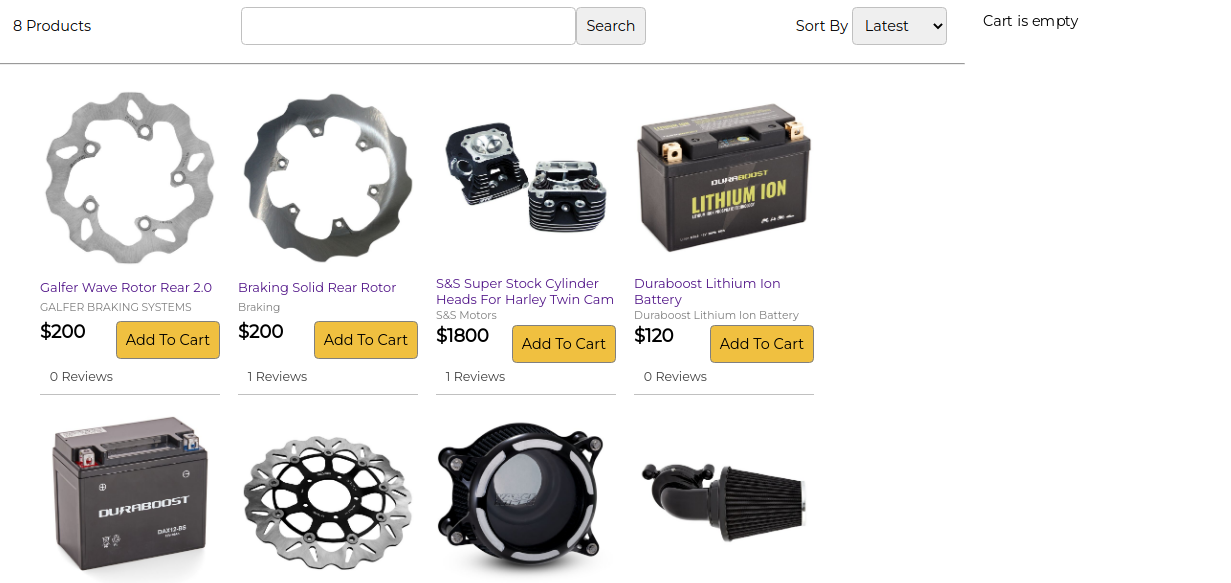 8 Products
Search
Sort By
Latest
Cart is empty
DURABOOST
LITHIUM ION
Galfer Wave Rotor Rear 2.0
GALFER BRAKING SYSTEMS
$200
Add To Cart
0 Reviews
Braking Solid Rear Rotor
Braking
$200
Add To Cart
1 Reviews
S&S Super Stock Cylinder
Heads For Harley Twin Cam
S&S Motors
$1800
Add To Cart
1 Reviews
Duraboost Lithium Ion
Battery
Duraboost Lithium Ion Battery
$120
Add To Cart
0 Reviews
DURABOOST
DAX12-BS